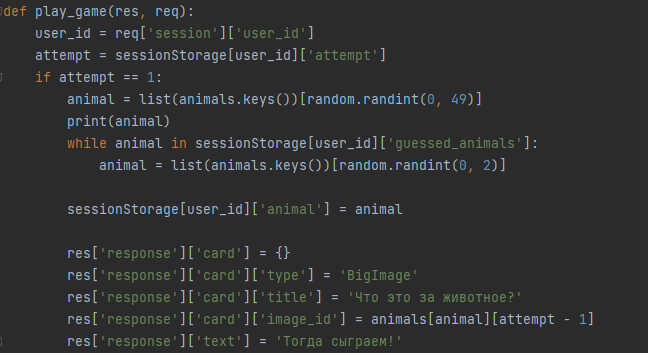 def play_game(res, req):
    user_id = req['session']['user_id']
    attempt = sessionStorage[user_id]['attempt']
    if attempt == 1:
        animal = list(animals.keys())[random.randint(0, 49)]
        print(animal)
        while animal in sessionStorage[user_id]['guessed_animals']:
            animal = list(animals.keys())[random.randint(0, 2)]

        sessionStorage[user_id]['animal'] = animal

        res['response']['card'] = {}
        res['response']['card']['type'] = 'BigImage'
        res['response']['card']['title'] = 'Что это за животное?'
        res['response']['card']['image_id'] = animals[animal][attempt - 1]
        res['response']['text'] = 'Тогда сыграем!'